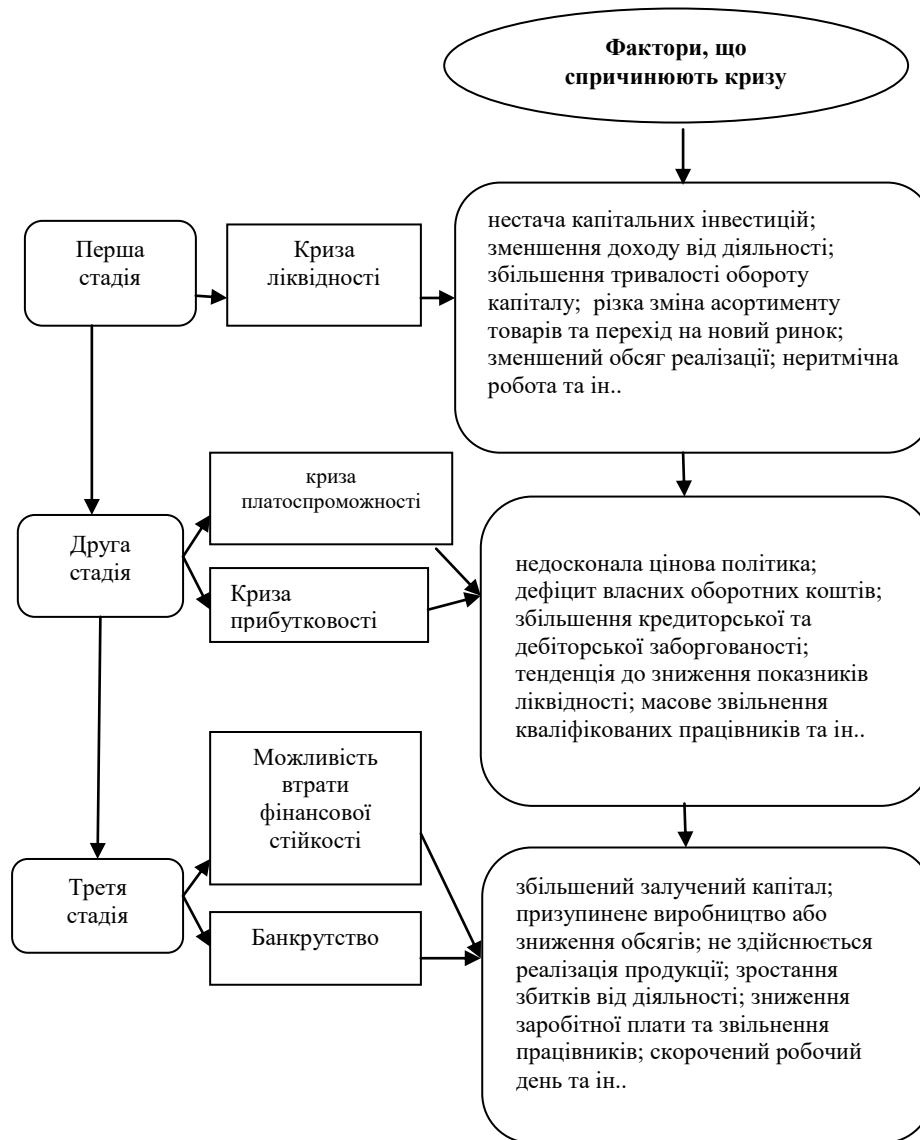 Фактори, що
спричинюють кризу
Перша
стадія
Криза
ліквідності
нестача капітальних інвестицій;
зменшення доходу від діяльності;
збільшення тривалості обороту
капіталу; різка зміна асортименту
товарів та перехід на новий ринок;
зменшений обсяг реалізації; неритмічна
робота та ін..
Друга
стадія
криза
платоспроможності
Криза
прибутковості
недосконала цінова політика;
дефіцит власних оборотних коштів;
збільшення кредиторської та
дебіторської заборгованості;
тенденція до зниження показників
ліквідності; масове звільнення
кваліфікованих працівників та ін..
Третя
стадія
Можливість
втрати
фінансової
стійкості
Банкрутство
збільшений залучений капітал;
призупинене виробництво або
зниження обсягів; не здійснюється
реалізація продукції; зростання
збитків від діяльності; зниження
заробітної плати та звільнення
працівників; скорочений робочий
день та ін..